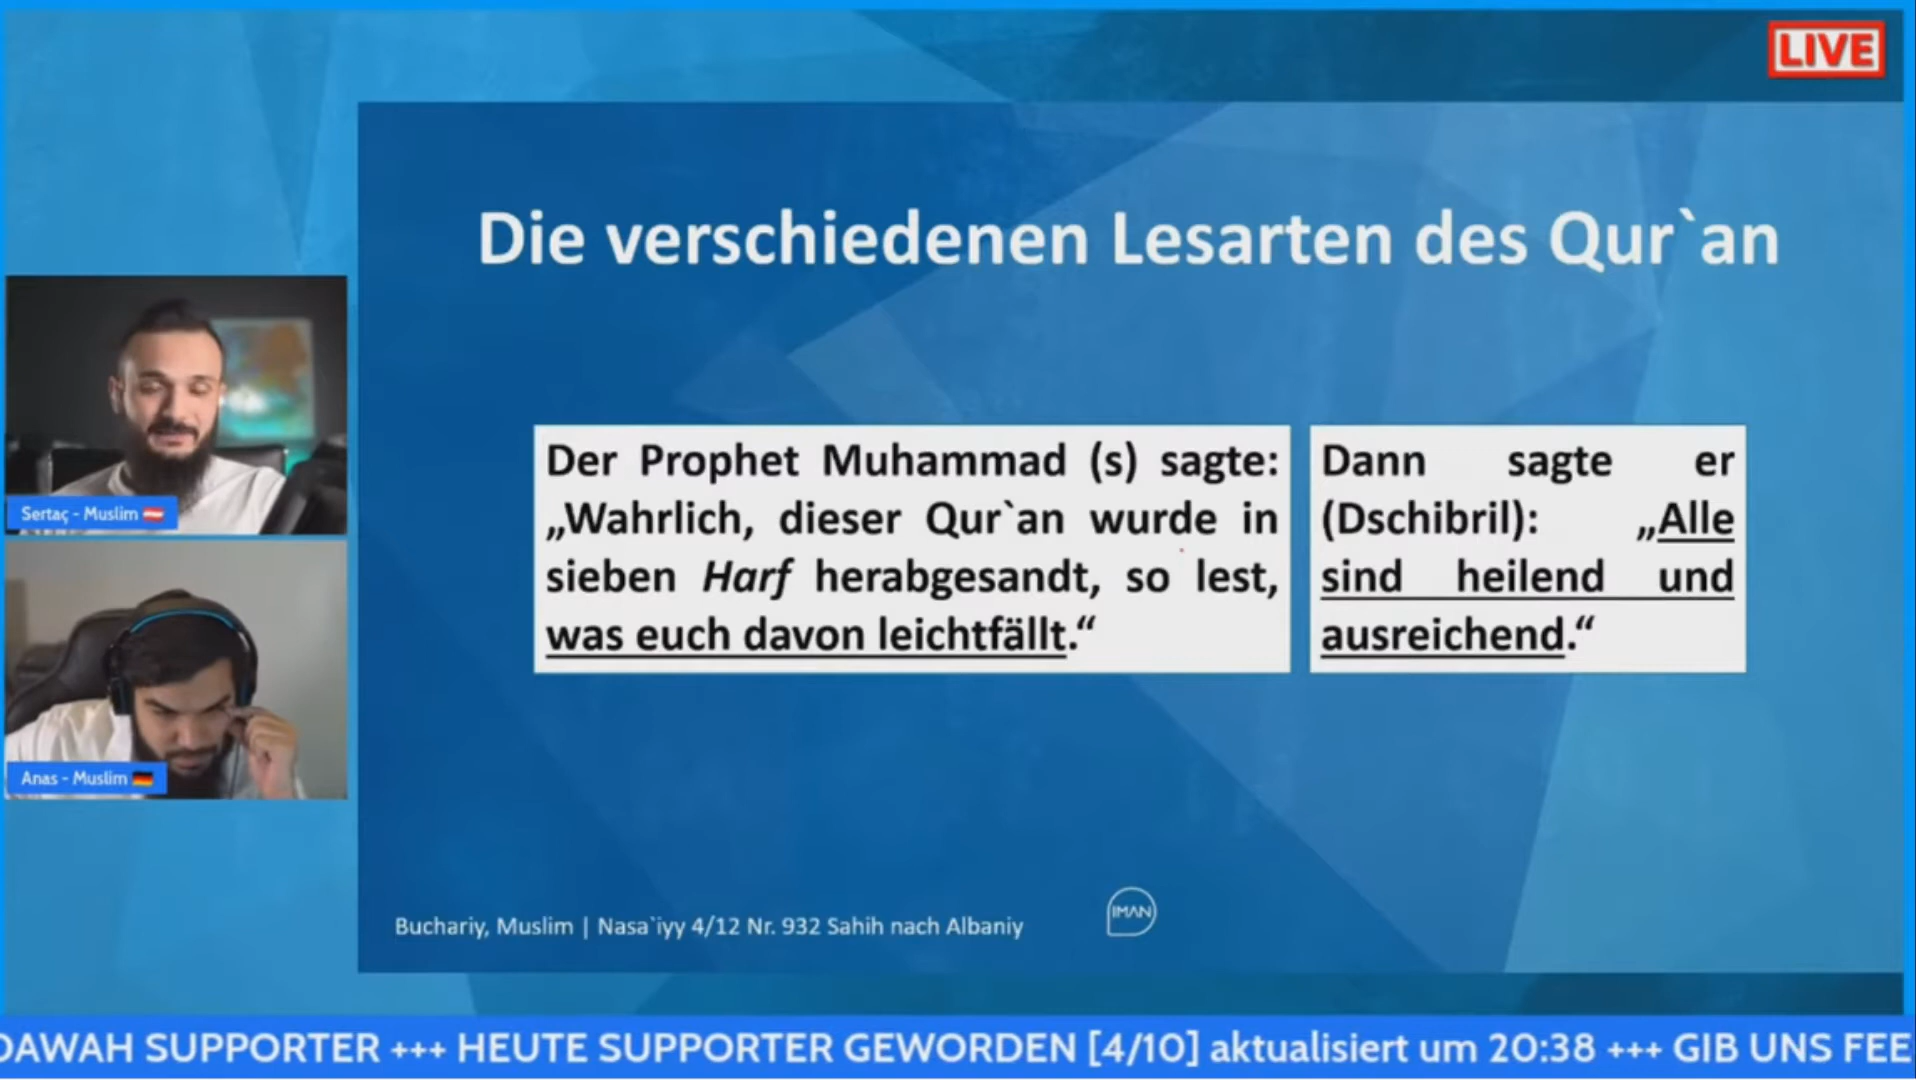 LIVE
Die verschiedenen Lesarten des Qur`an
Sertaç - Muslim
Anas - Muslim
Der Prophet Muhammad (s) sagte:
„Wahrlich, dieser Qur`an wurde in
sieben Harf herabgesandt, so lest,
was euch davon leichtfällt.“
Dann sagte er
(Dschibril): „Alle
sind heilend und
ausreichend.“
Buchariy, Muslim | Nasa`iyy 4/12 Nr. 932 Sahih nach Albaniy
IMAN
DAWAH SUPPORTER +++ HEUTE SUPPORTER GEWORDEN [4/10] aktualisiert um 20:38 +++ GIB UNS FEE